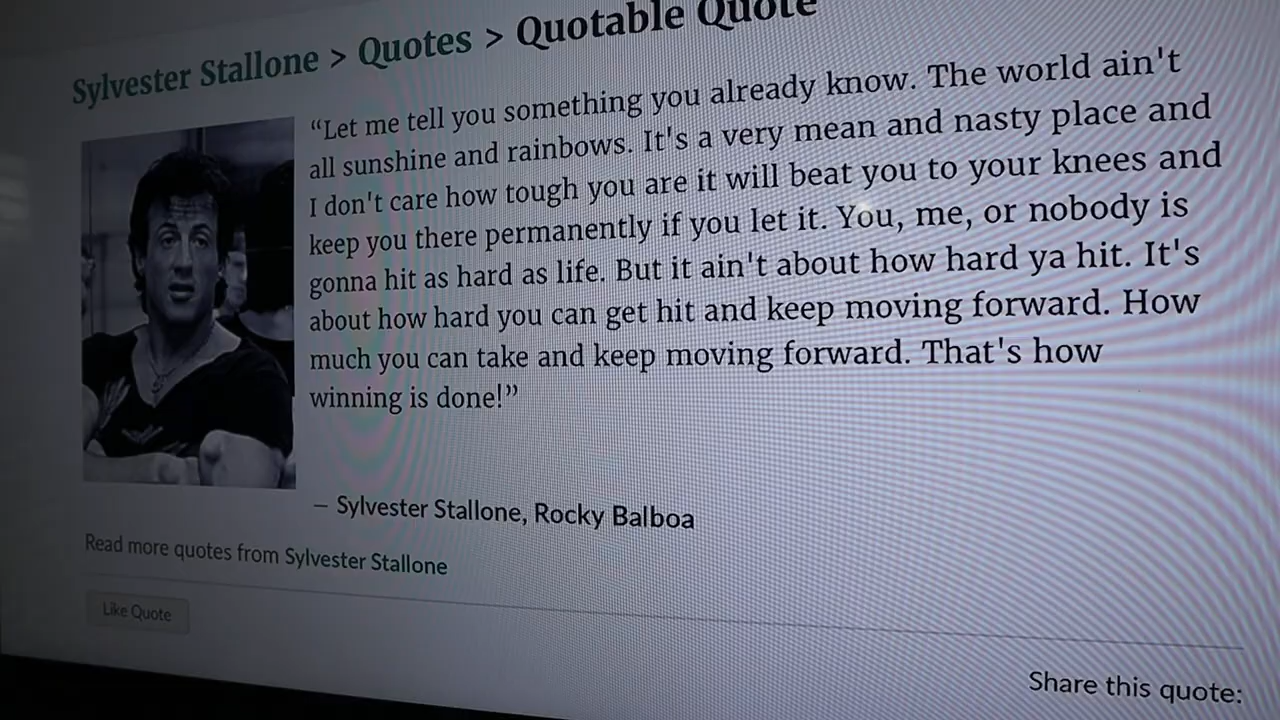 Sylvester Stallone > Quotes > Quotable Quote
“Let me tell you something you already know. The world ain't
all sunshine and rainbows. It's a very mean and nasty place and
I don't care how tough you are it will beat you to your knees and
keep you there permanently if you let it. You, me, or nobody is
gonna hit as hard as life. But it ain't about how hard ya hit. It's
about how hard you can get hit and keep moving forward. How
much you can take and keep moving forward. That's how
winning is done!”
― Sylvester Stallone, Rocky Balboa
Read more quotes from Sylvester Stallone
Like Quote
Share this quote: